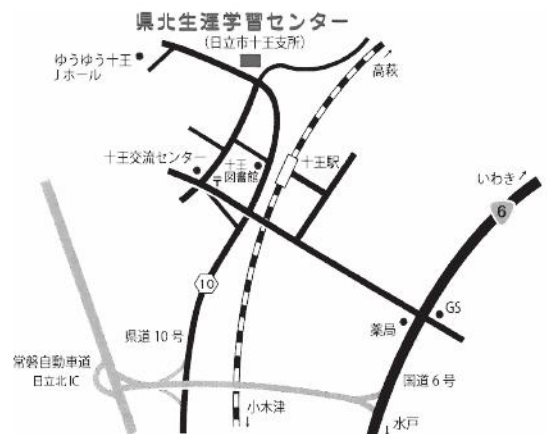 県北生涯学習センター
(日立市十王支所)
ゆうゆう十王
Jホール
高萩
十王交流センター
〒
十王
図書館
十王駅
いわき
6
10
県道10号
薬局
GS
常磐自動車道
日立北IC
国道6号
小木津
水戸